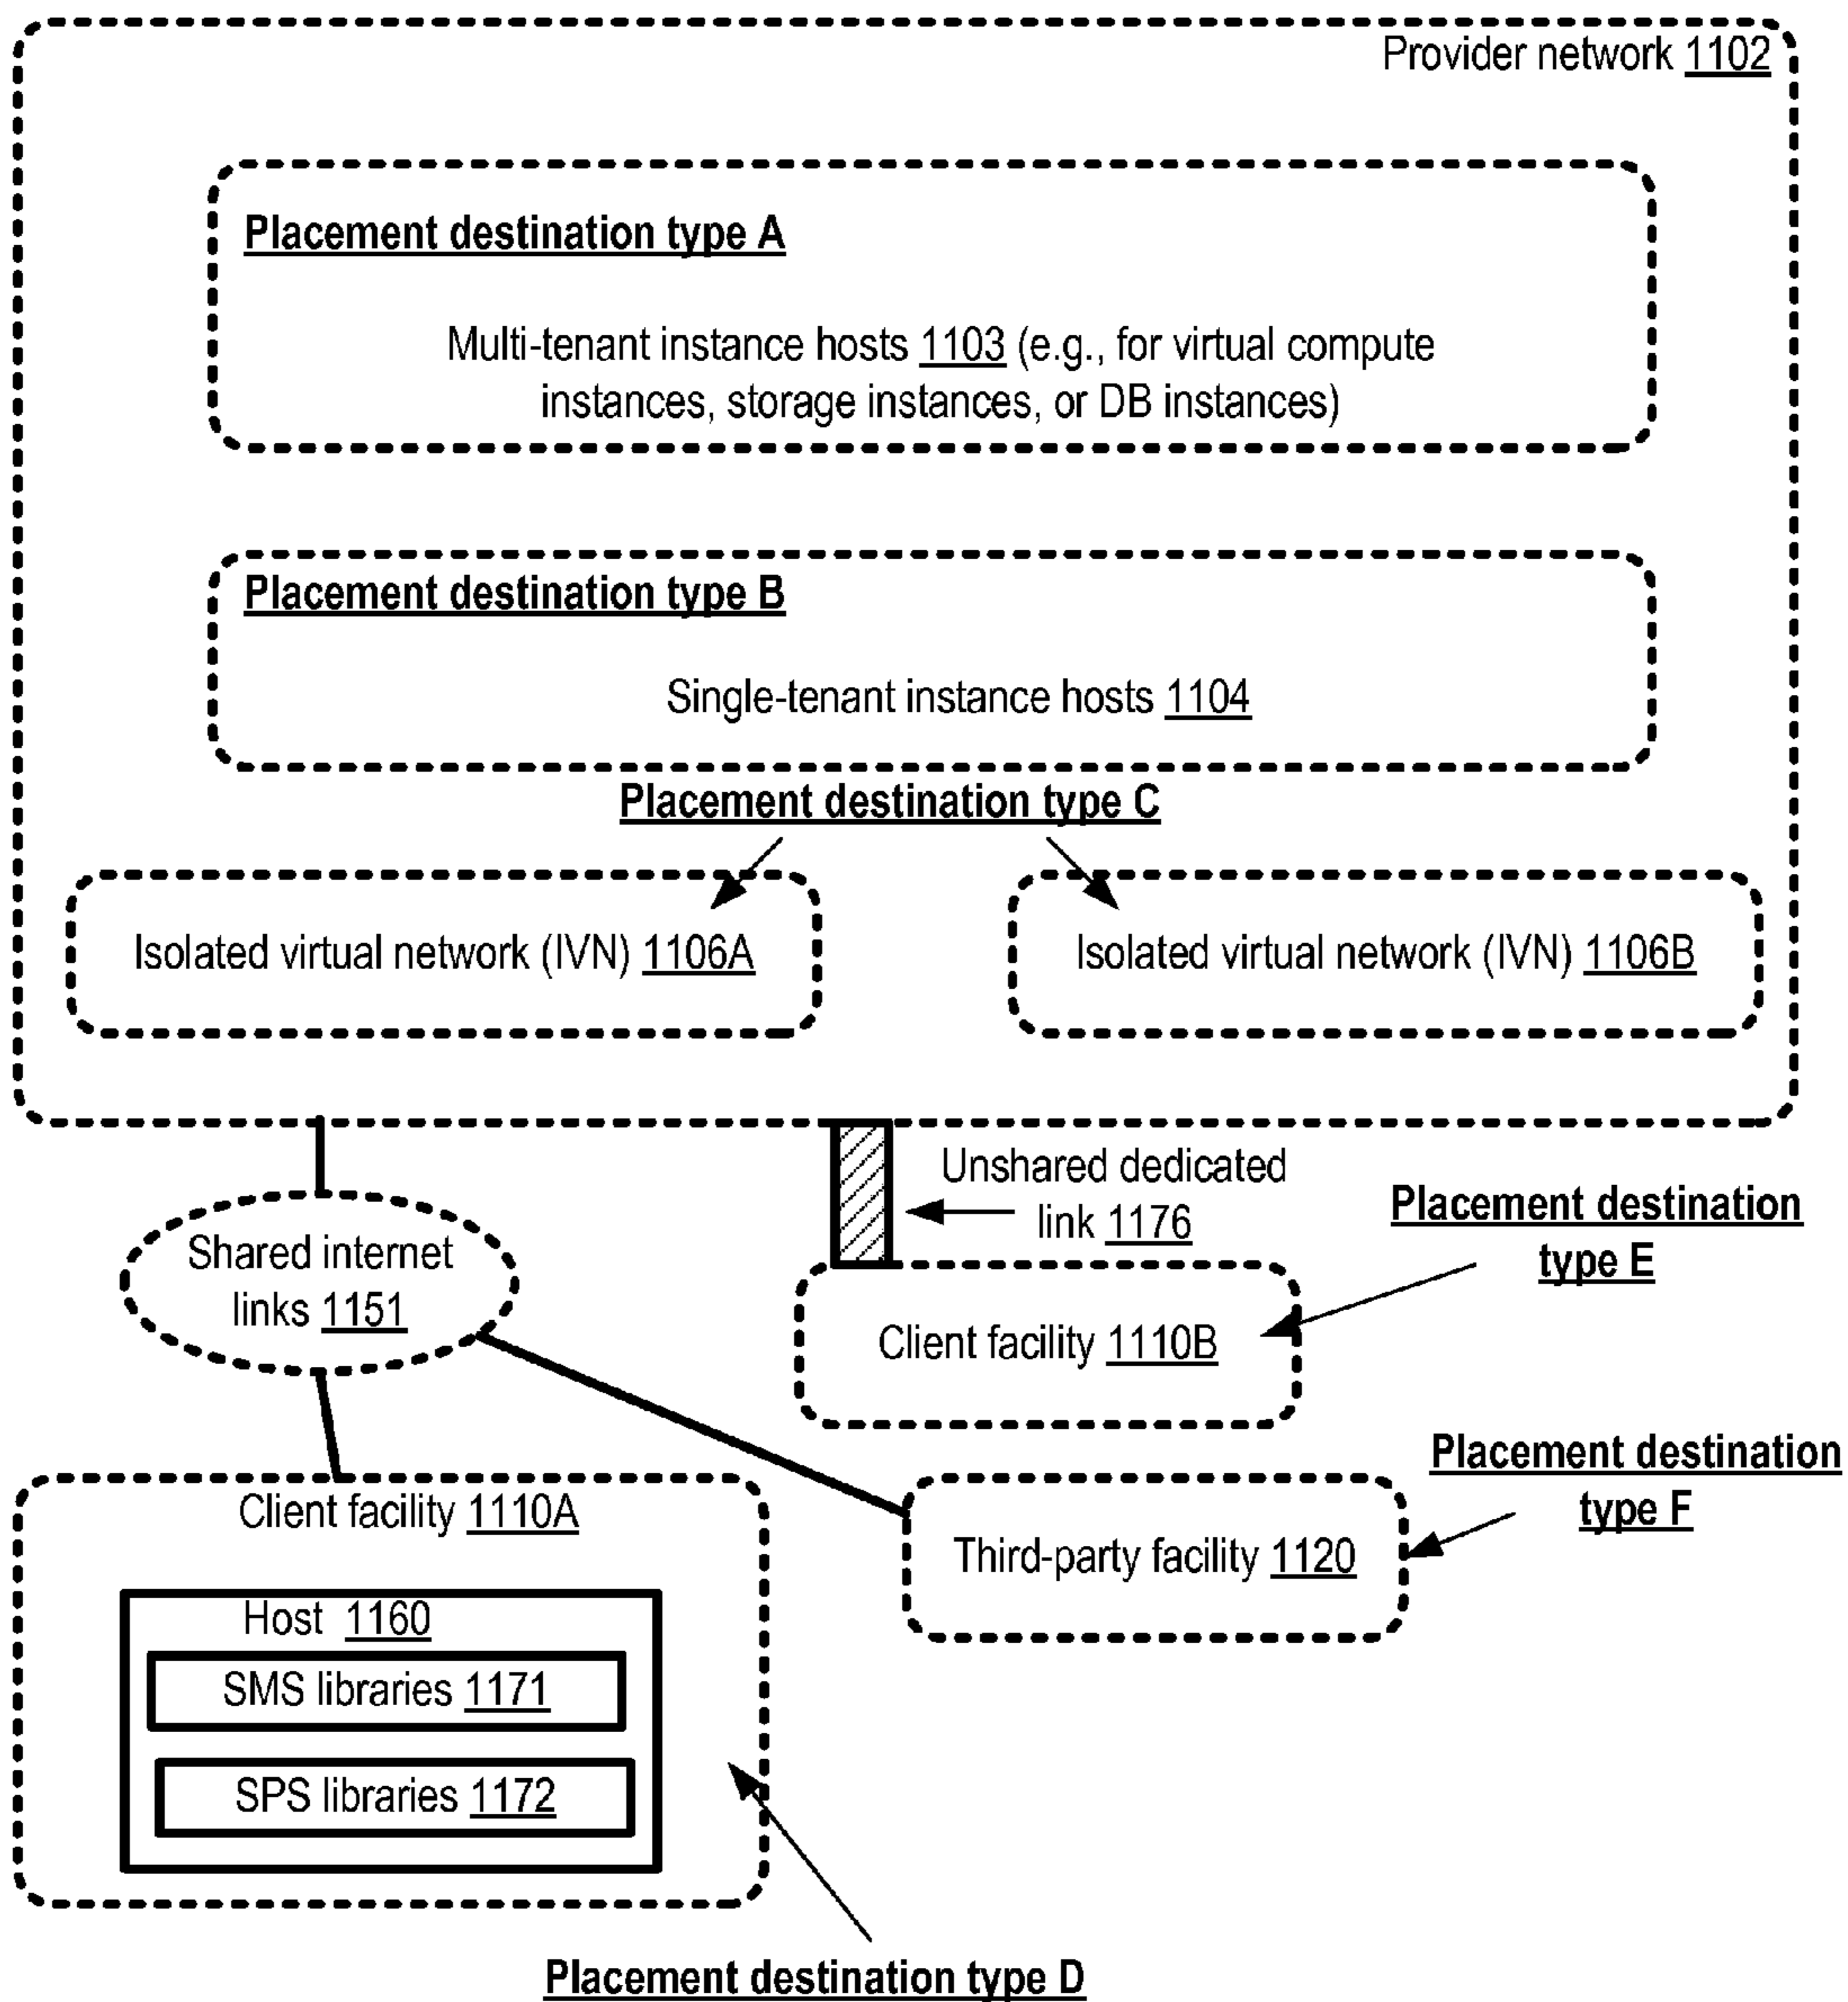 Provider network 1102
Placement destination type A
Multi-tenant instance hosts 1103 (e.g., for virtual compute
instances, storage instances, or DB instances)
Placement destination type B
Single-tenant instance hosts 1104
Placement destination type C
Isolated virtual network (IVN) 1106A
Isolated virtual network (IVN) 1106B
Unshared dedicated
link 1176
Placement destination
type E
Shared internet
links 1151
Client facility 1110B
Placement destination
type F
Client facility 1110A
Third-party facility 1120
Host 1160
SMS libraries 1171
SPS libraries 1172
Placement destination type D